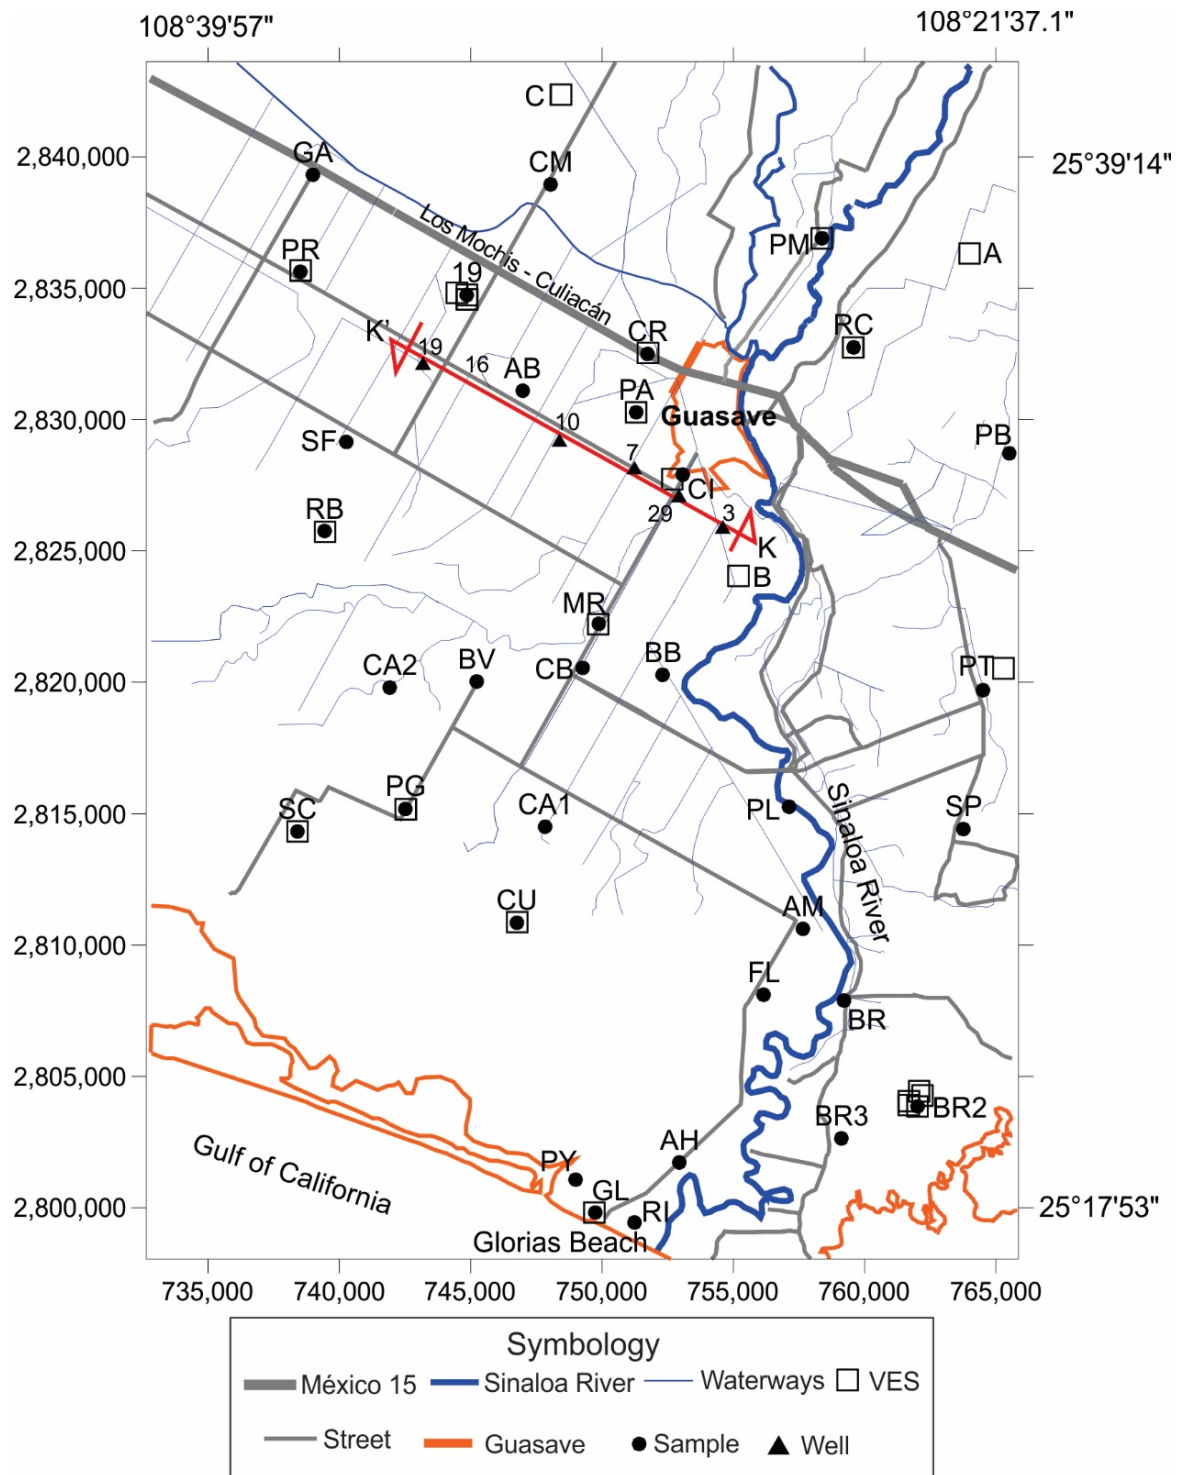 108°39'57"
108°21'37.1"
C
2,840,000
GA
CM
25°39'14"
Los Mochis - Culiacán
PR
PM
A
19
2,835,000
K'
19
CR
RC
16
AB
PA
2,830,000
10
Guasave
SF
7
PB
CI
RB
29
3
2,825,000
K
B
MR
CA2
BV
CB
BB
PT
2,820,000
PG
SC
CA1
PL
Sinaloa River
SP
2,815,000
CU
AM
2,810,000
FL
BR
2,805,000
BR2
BR3
Gulf of California
PY
AH
GL
RI
2,800,000
25°17'53"
Glorias Beach
735,000 740,000 745,000 750,000 755,000 760,000 765,000
Symbology
México 15 Sinaloa River Waterways VES
Street Guasave Sample Well